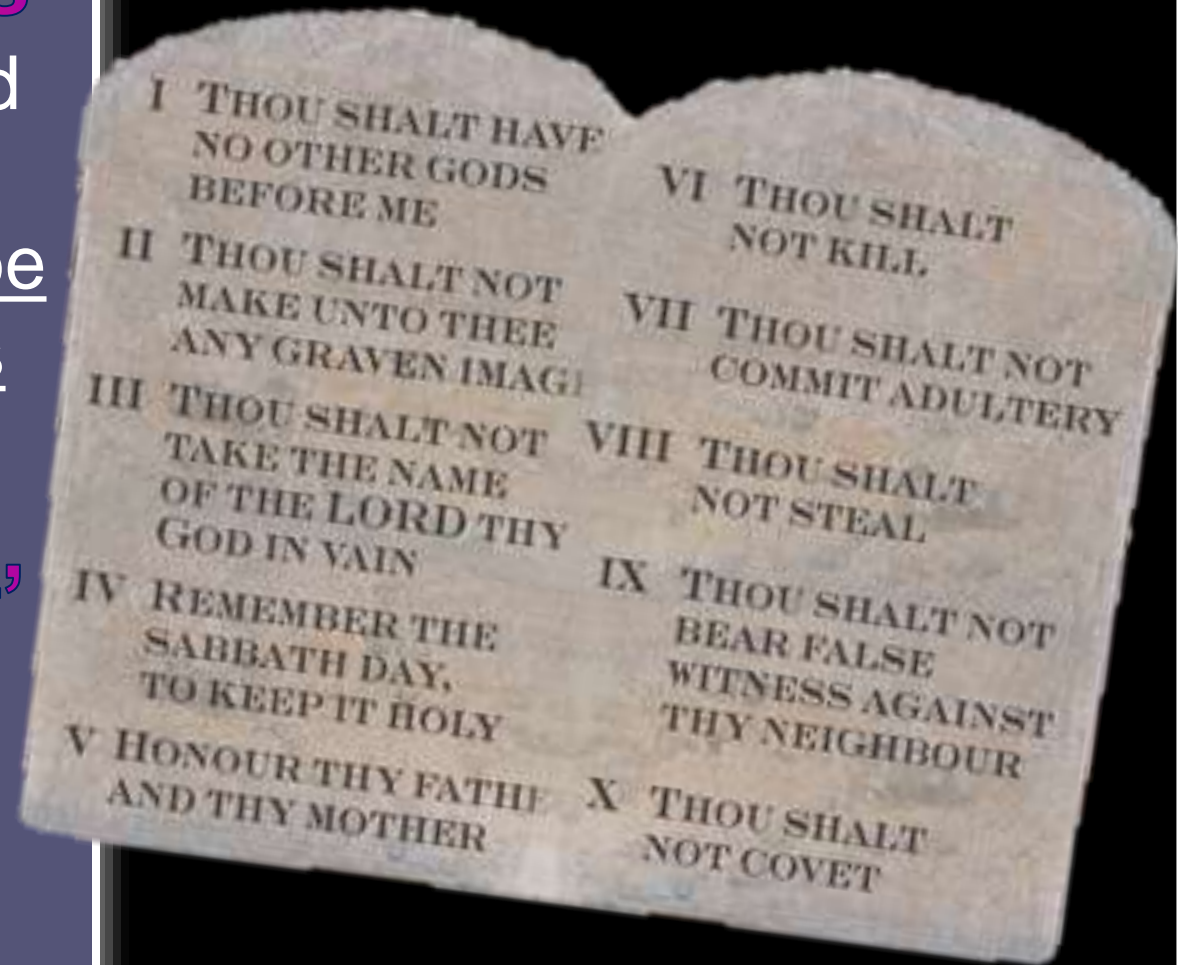 I THOU SHALT HAVE
NO OTHER GODS
BEFORE ME
II THOU SHALT NOT
MAKE UNTO THEE
ANY GRAVEN IMAG
III THOU SHALT NOT
TAKE THE NAME
OF THE LORD THY
GOD IN VAIN
IV REMEMBER THE
SABBATH DAY,
TO KEEP IT HOLY
V HONOUR THY FATHE
AND THY MOTHER
VI THOU SHALT
NOT KILL
VII THOU SHALT NOT
COMMIT ADULTERY
VIII THOU SHALT
NOT STEAL
IX THOU SHALT NOT
BEAR FALSE
WITNESS AGAINST
THY NEIGHBOUR
X THOU SHALT
NOT COVET